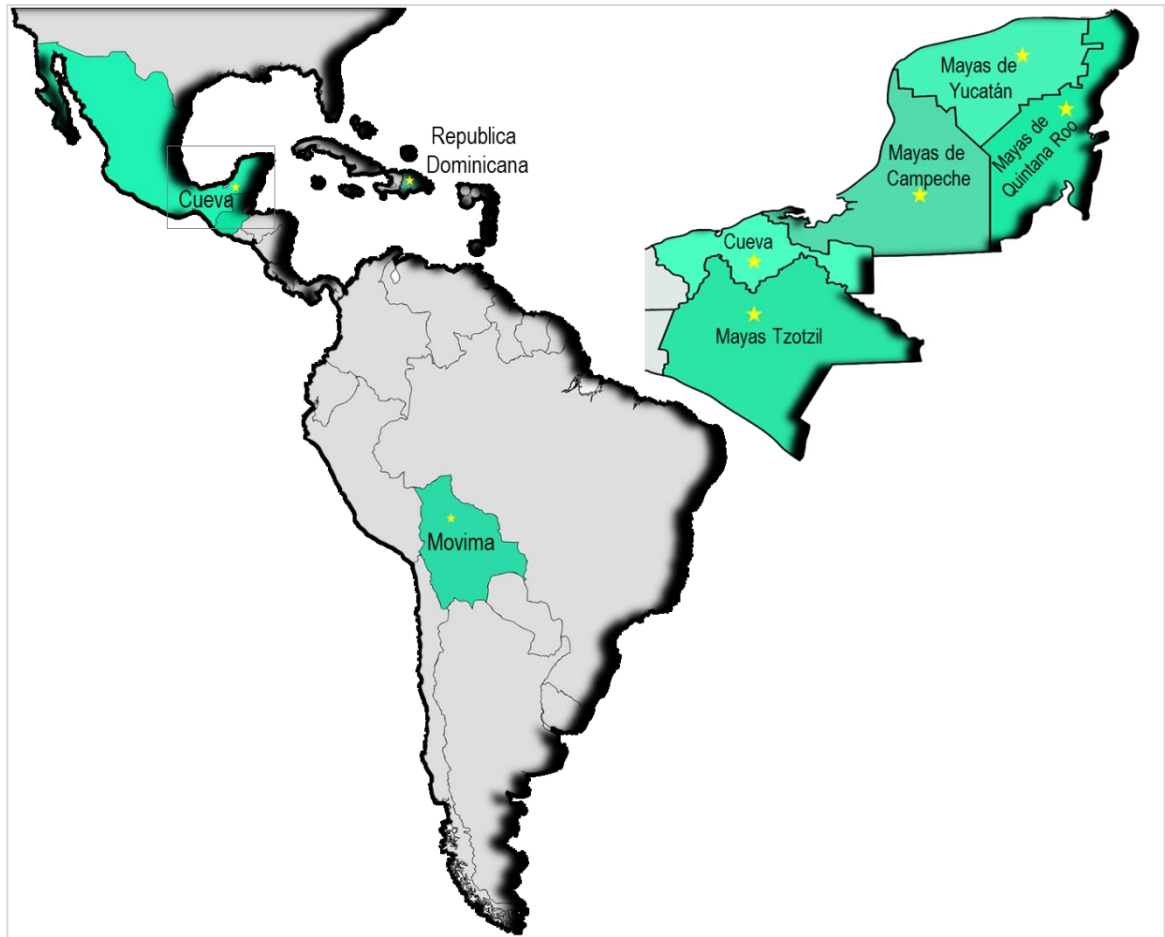 Republica
Dominicana
Cueva
Movima
Mayas de
Yucatán
Mayas de
Quintana Roo
Mayas de
Campeche
Cueva
Mayas Tzotzil